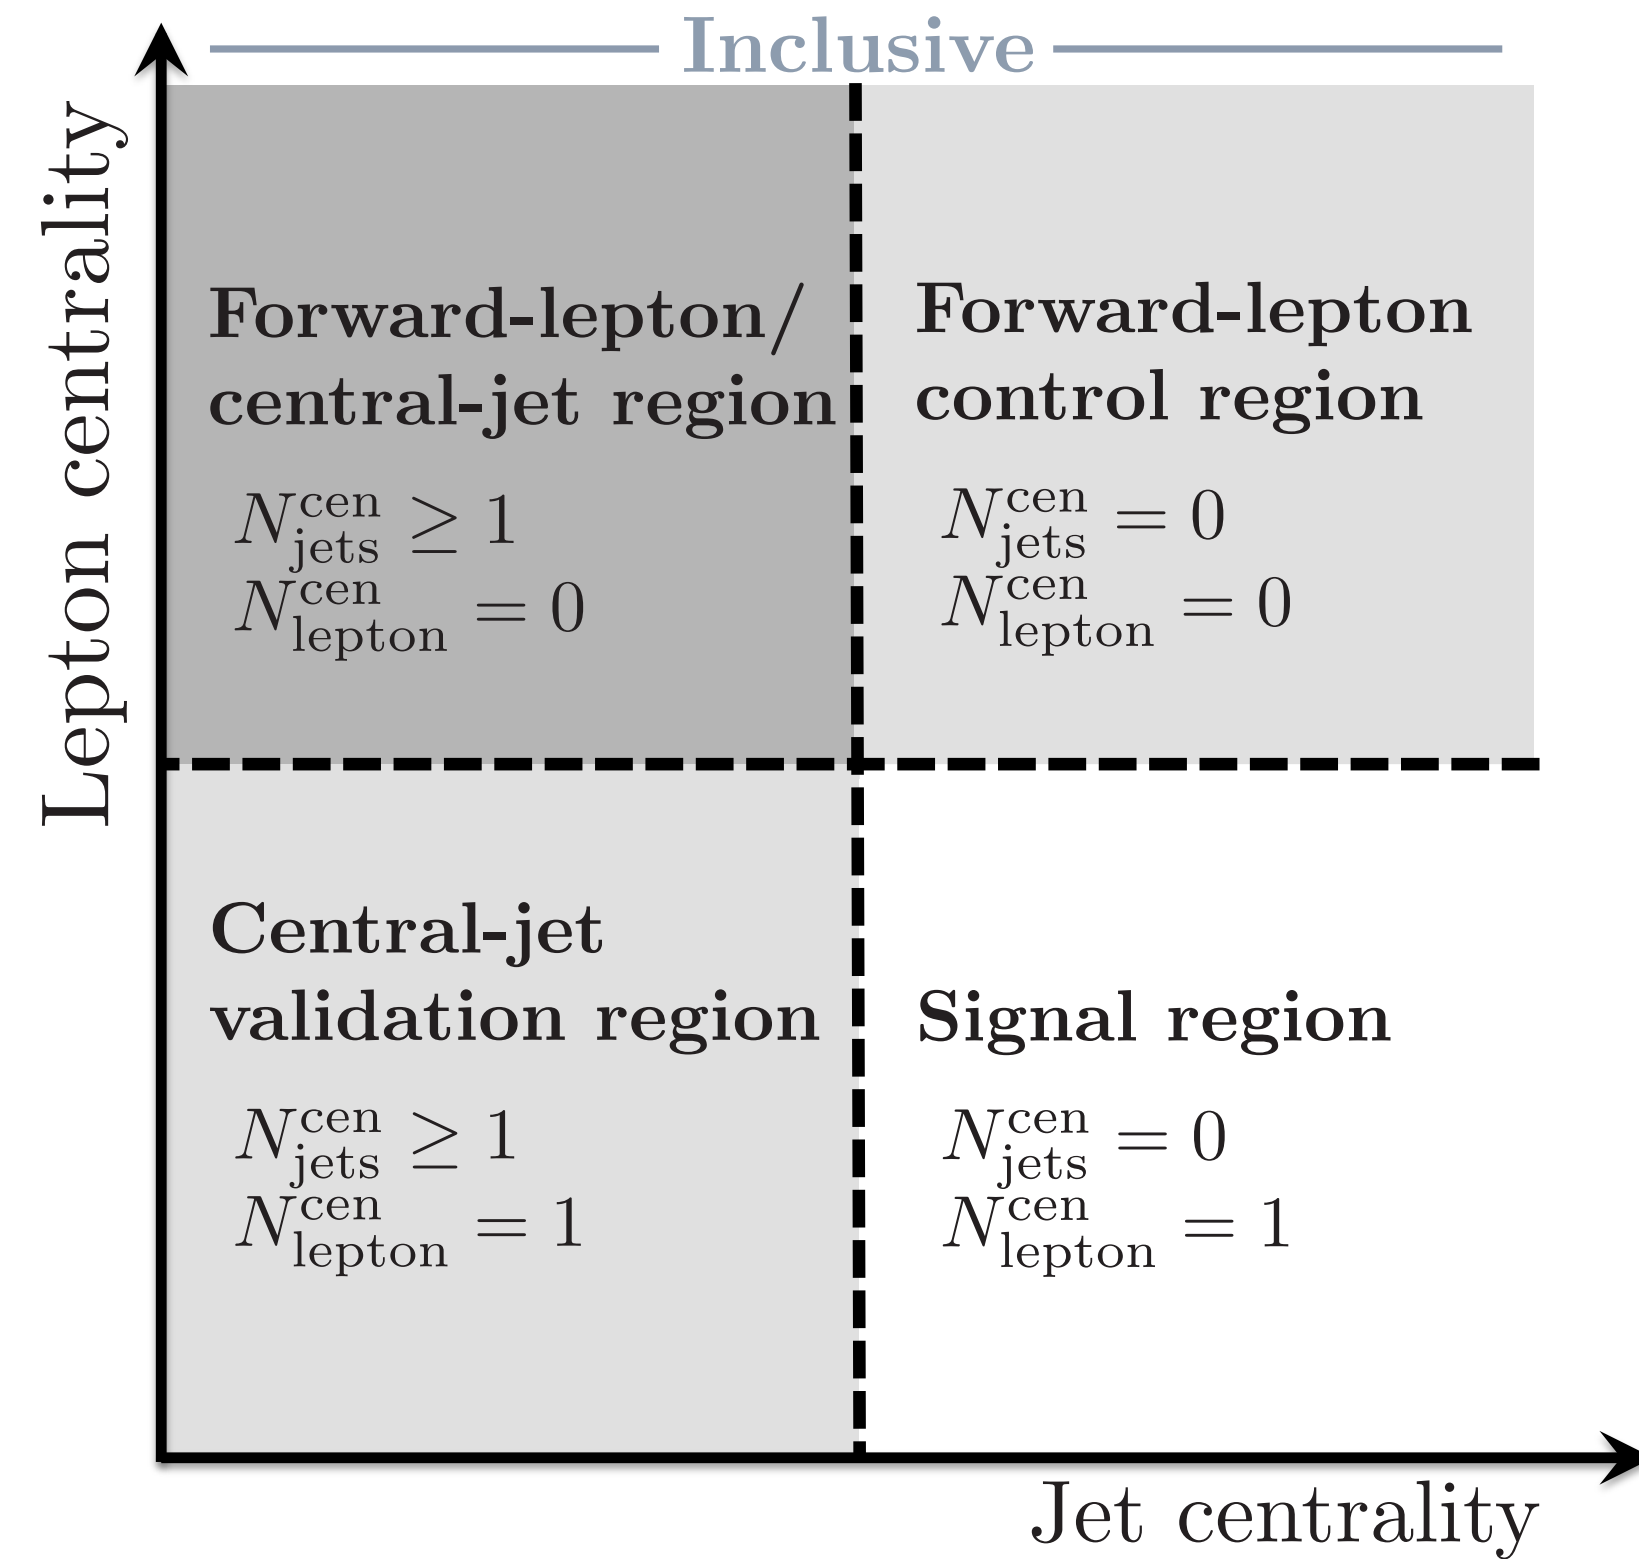 Inclusive
Lepton centrality
Forward-lepton/
central-jet region
N^cen_jets ≥ 1
N^cen_lepton = 0
Forward-lepton
control region
N^cen_jets = 0
N^cen_lepton = 0
Central-jet
validation region
N^cen_jets ≥ 1
N^cen_lepton = 1
Signal region
N^cen_jets = 0
N^cen_lepton = 1
Jet centrality